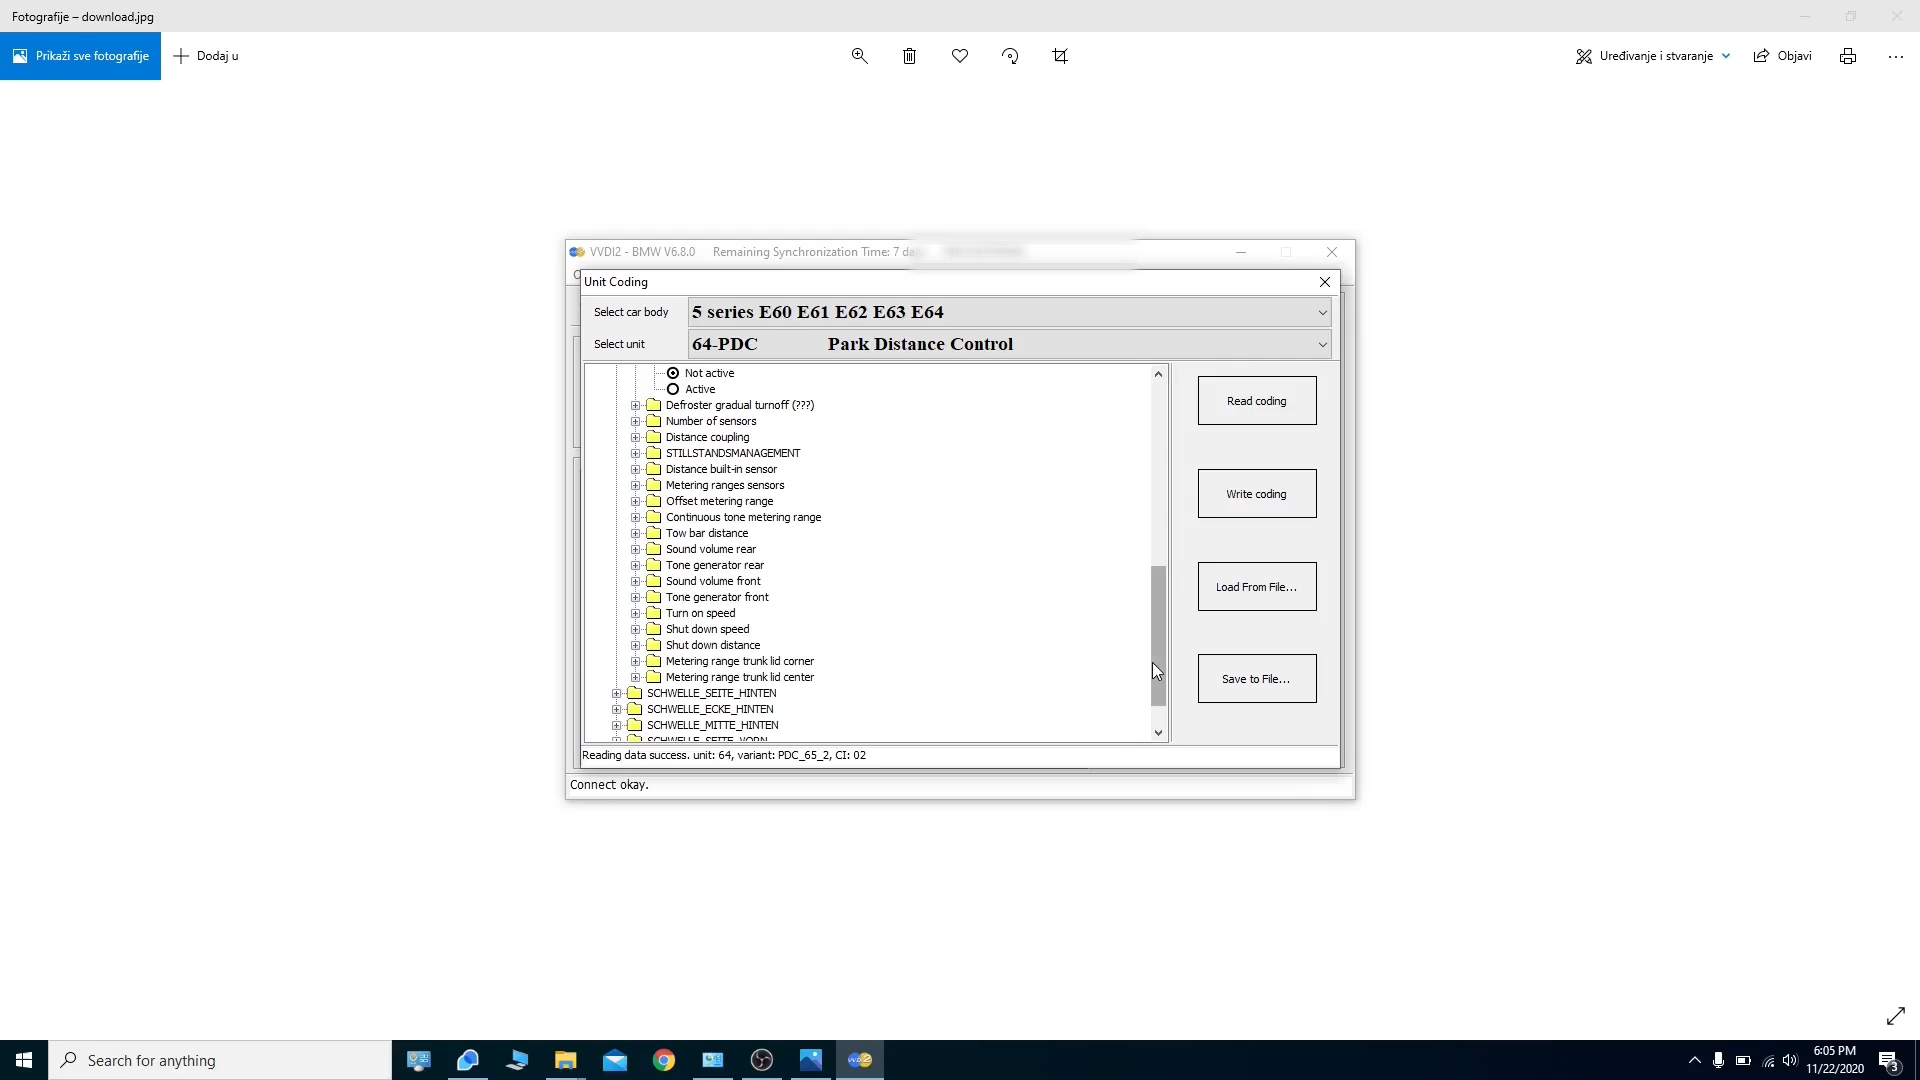 Fotografije – download.jpg
Prikaži sve fotografije
Dodaj u
Uređivanje i stvaranje
Objavi
VVDI2 - BMW V6.8.0 Remaining Synchronization Time: 7
Unit Coding
Select car body
5 series E60 E61 E62 E63 E64
Select unit
64-PDC Park Distance Control
Not active
Active
Defroster gradual turnoff (???)
Number of sensors
Distance coupling
STILLSTANDSMANAGEMENT
Distance built-in sensor
Metering ranges sensors
Offset metering range
Continuous tone metering range
Tow bar distance
Sound volume rear
Tone generator rear
Sound volume front
Tone generator front
Turn on speed
Shut down speed
Shut down distance
Metering range trunk lid corner
Metering range trunk lid center
SCHWELLE_SEITE_HINTEN
SCHWELLE_ECKE_HINTEN
SCHWELLE_MITTE_HINTEN
SCHWELLE_SEITE_VORN
Read coding
Write coding
Load From File...
Save to File...
Reading data success. unit: 64, variant: PDC_65_2, CI: 02
Connect okay.
Search for anything
6:05 PM
11/22/2020
3